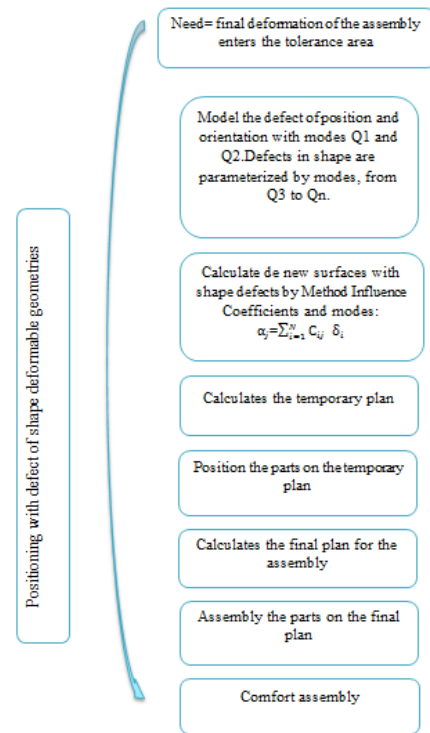 Need= final deformation of the assembly
enters the tolerance area
Model the defect of position and
orientation with modes Q1 and
Q2.Defects in shape are
parameterized by modes, from
Q3 to Qn.
Calculate de new surfaces with
shape defects by Method Influence
Coefficients and modes:
αⱼ=∑ᵢ₌₁ᴺ Cᵢⱼ δᵢ
Calculates the temporary plan
Position the parts on the temporary
plan
Calculates the final plan for the
assembly
Assembly the parts on the final
plan
Comfort assembly
Positioning with defect of shape deformable geometries